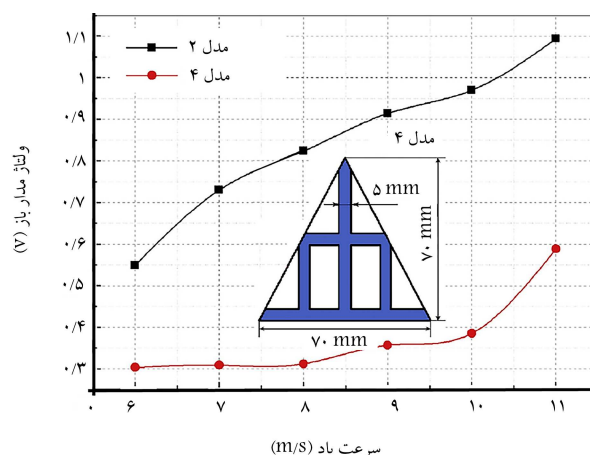 ۱/۱
۱
۰/۹
۰/۸
۰/۷
۰/۶
۰/۵
۰/۴
۰/۳
ولتاژ مدار باز (V)
مدل ۲
مدل ۴
مدل ۴
۵ mm
۷۰ mm
۷۰ mm
۰ ۶ ۷ ۸ ۹ ۱۰ ۱۱
سرعت باد (m/s)